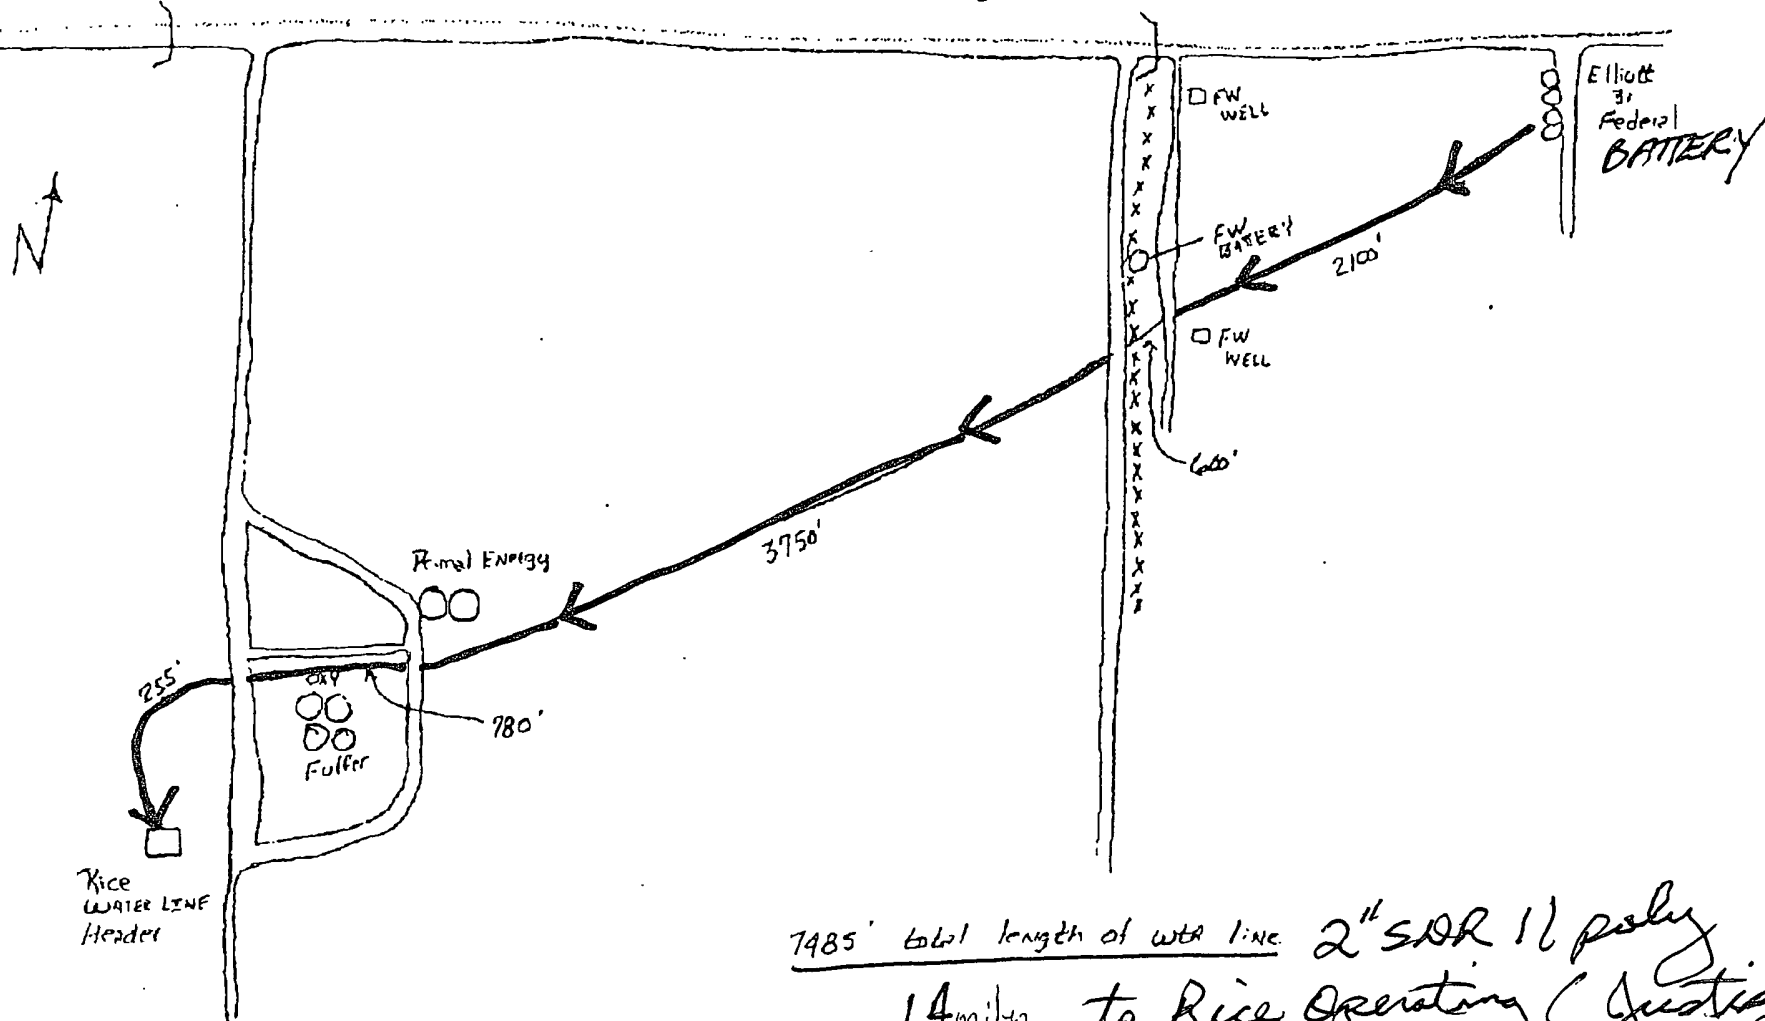 FW
WELL
Elliott
31
Federal
BATTERY
N
FW
BATTERY
2100'
FW
WELL
600'
3750'
Energy
255'
OXY
780'
Fulfer
Rice
WATER LINE
Header
7485' total length of wtr line 2" SDR 11 poly
to Rice Operating (